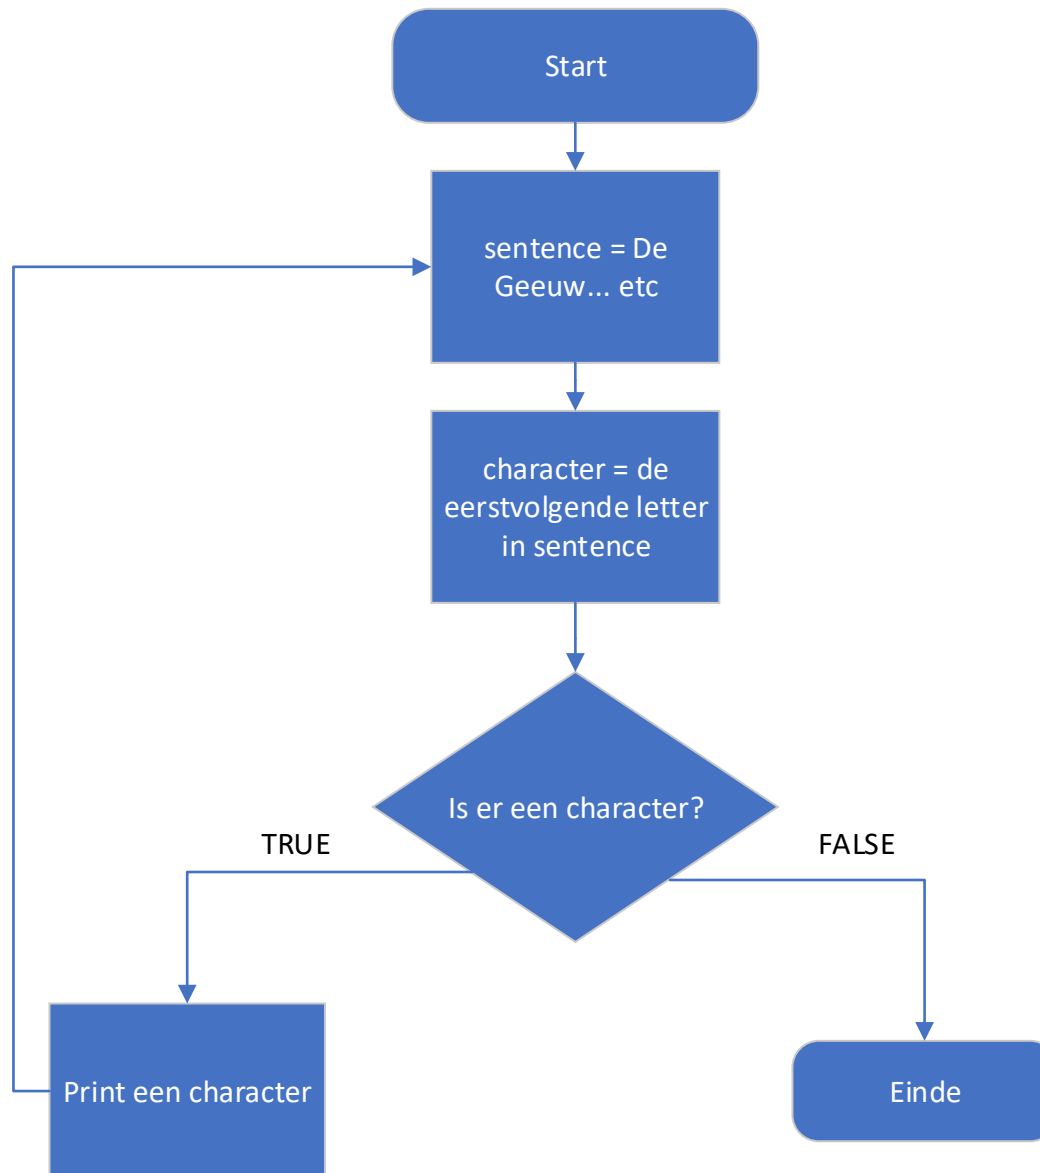 Start
sentence = De
Geeuw... etc
character = de
eerstvolgende letter
in sentence
Is er een character?
TRUE
FALSE
Print een character
Einde